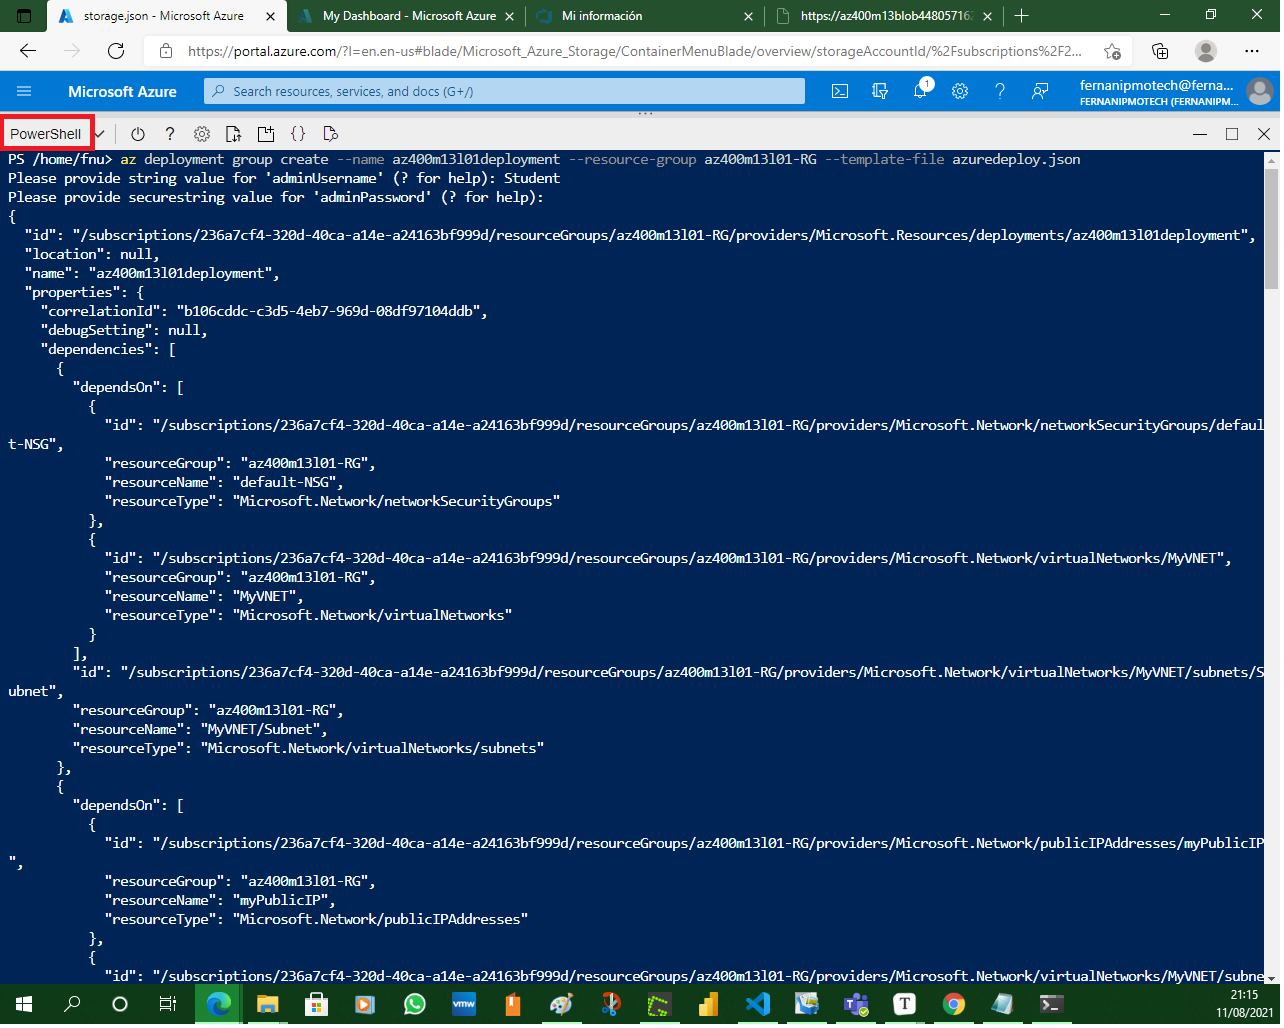 storage.json - Microsoft Azure
My Dashboard - Microsoft Azure
Mi información
https://az400m13blob448057162
https://portal.azure.com/?l=en.en-us#blade/Microsoft_Azure_Storage/ContainerMenuBlade/overview/storageAccountId/%2Fsubscriptions%2F2...
Microsoft Azure
Search resources, services, and docs (G+/)
1
fernanipmotech@ferna...
FERNANIPMOTECH (FERNANIPM...
PowerShell
PS /home/fnu> az deployment group create --name az400m13l01deployment --resource-group az400m13l01-RG --template-file azuredeploy.json
Please provide string value for 'adminUsername' (? for help): Student
Please provide securestring value for 'adminPassword' (? for help):
{
"id": "/subscriptions/236a7cf4-320d-40ca-a14e-a24163bf999d/resourceGroups/az400m13l01-RG/providers/Microsoft.Resources/deployments/az400m13l01deployment",
"location": null,
"name": "az400m13l01deployment",
"properties": {
"correlationId": "b106cddc-c3d5-4eb7-969d-08df97104ddb",
"debugSetting": null,
"dependencies": [
{
"dependsOn": [
{
"id": "/subscriptions/236a7cf4-320d-40ca-a14e-a24163bf999d/resourceGroups/az400m13l01-RG/providers/Microsoft.Network/networkSecurityGroups/defaul
t-NSG",
"resourceGroup": "az400m13l01-RG",
"resourceName": "default-NSG",
"resourceType": "Microsoft.Network/networkSecurityGroups"
},
{
"id": "/subscriptions/236a7cf4-320d-40ca-a14e-a24163bf999d/resourceGroups/az400m13l01-RG/providers/Microsoft.Network/virtualNetworks/MyVNET",
"resourceGroup": "az400m13l01-RG",
"resourceName": "MyVNET",
"resourceType": "Microsoft.Network/virtualNetworks"
}
],
"id": "/subscriptions/236a7cf4-320d-40ca-a14e-a24163bf999d/resourceGroups/az400m13l01-RG/providers/Microsoft.Network/virtualNetworks/MyVNET/subnets/S
ubnet",
"resourceGroup": "az400m13l01-RG",
"resourceName": "MyVNET/Subnet",
"resourceType": "Microsoft.Network/virtualNetworks/subnets"
},
{
"dependsOn": [
{
"id": "/subscriptions/236a7cf4-320d-40ca-a14e-a24163bf999d/resourceGroups/az400m13l01-RG/providers/Microsoft.Network/publicIPAddresses/myPublicIP
",
"resourceGroup": "az400m13l01-RG",
"resourceName": "myPublicIP",
"resourceType": "Microsoft.Network/publicIPAddresses"
},
{
"id": "/subscriptions/236a7cf4-320d-40ca-a14e-a24163bf999d/resourceGroups/az400m13l01-RG/providers/Microsoft.Network/virtualNetworks/MyVNET/subne
vmw
T
21:15
11/08/2021